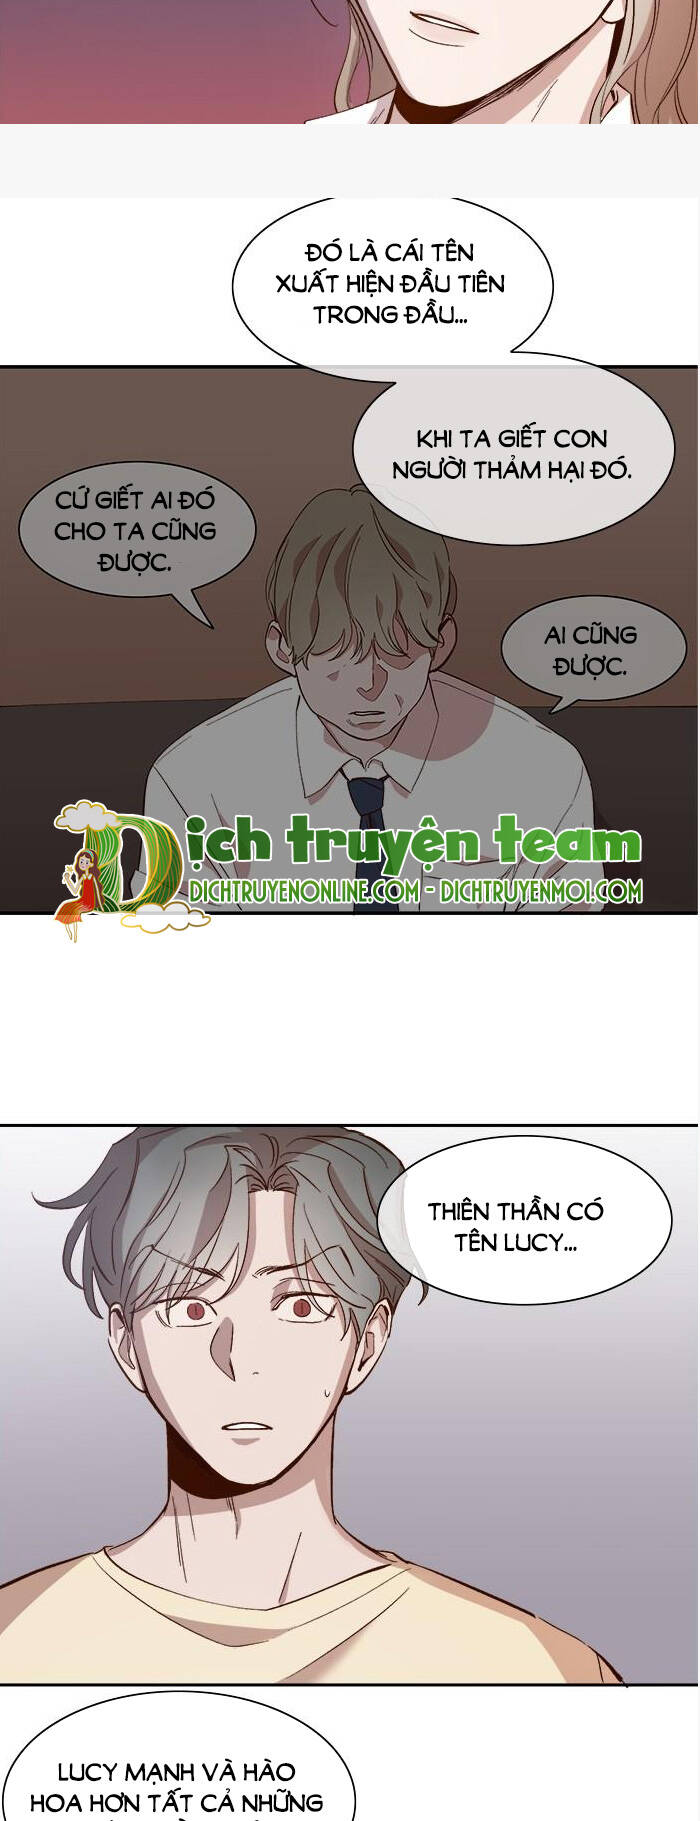 ĐÓ LÀ CÁI TÊN
XUẤT HIỆN ĐẦU TIÊN
TRONG ĐẦU...
KHI TA GIẾT CON
NGƯỜI THẢM HẠI ĐÓ.
CỨ GIẾT AI ĐÓ
CHO TA CŨNG
ĐƯỢC.
AI CŨNG
ĐƯỢC.
Dịch truyện team
DICHTRUYENONLINE.COM - DICHTRUYENMOI.COM
THIÊN THẦN CÓ
TÊN LUCY...
LUCY MẠNH VÀ HÀO
HOA HƠN TẤT CẢ NHỮNG